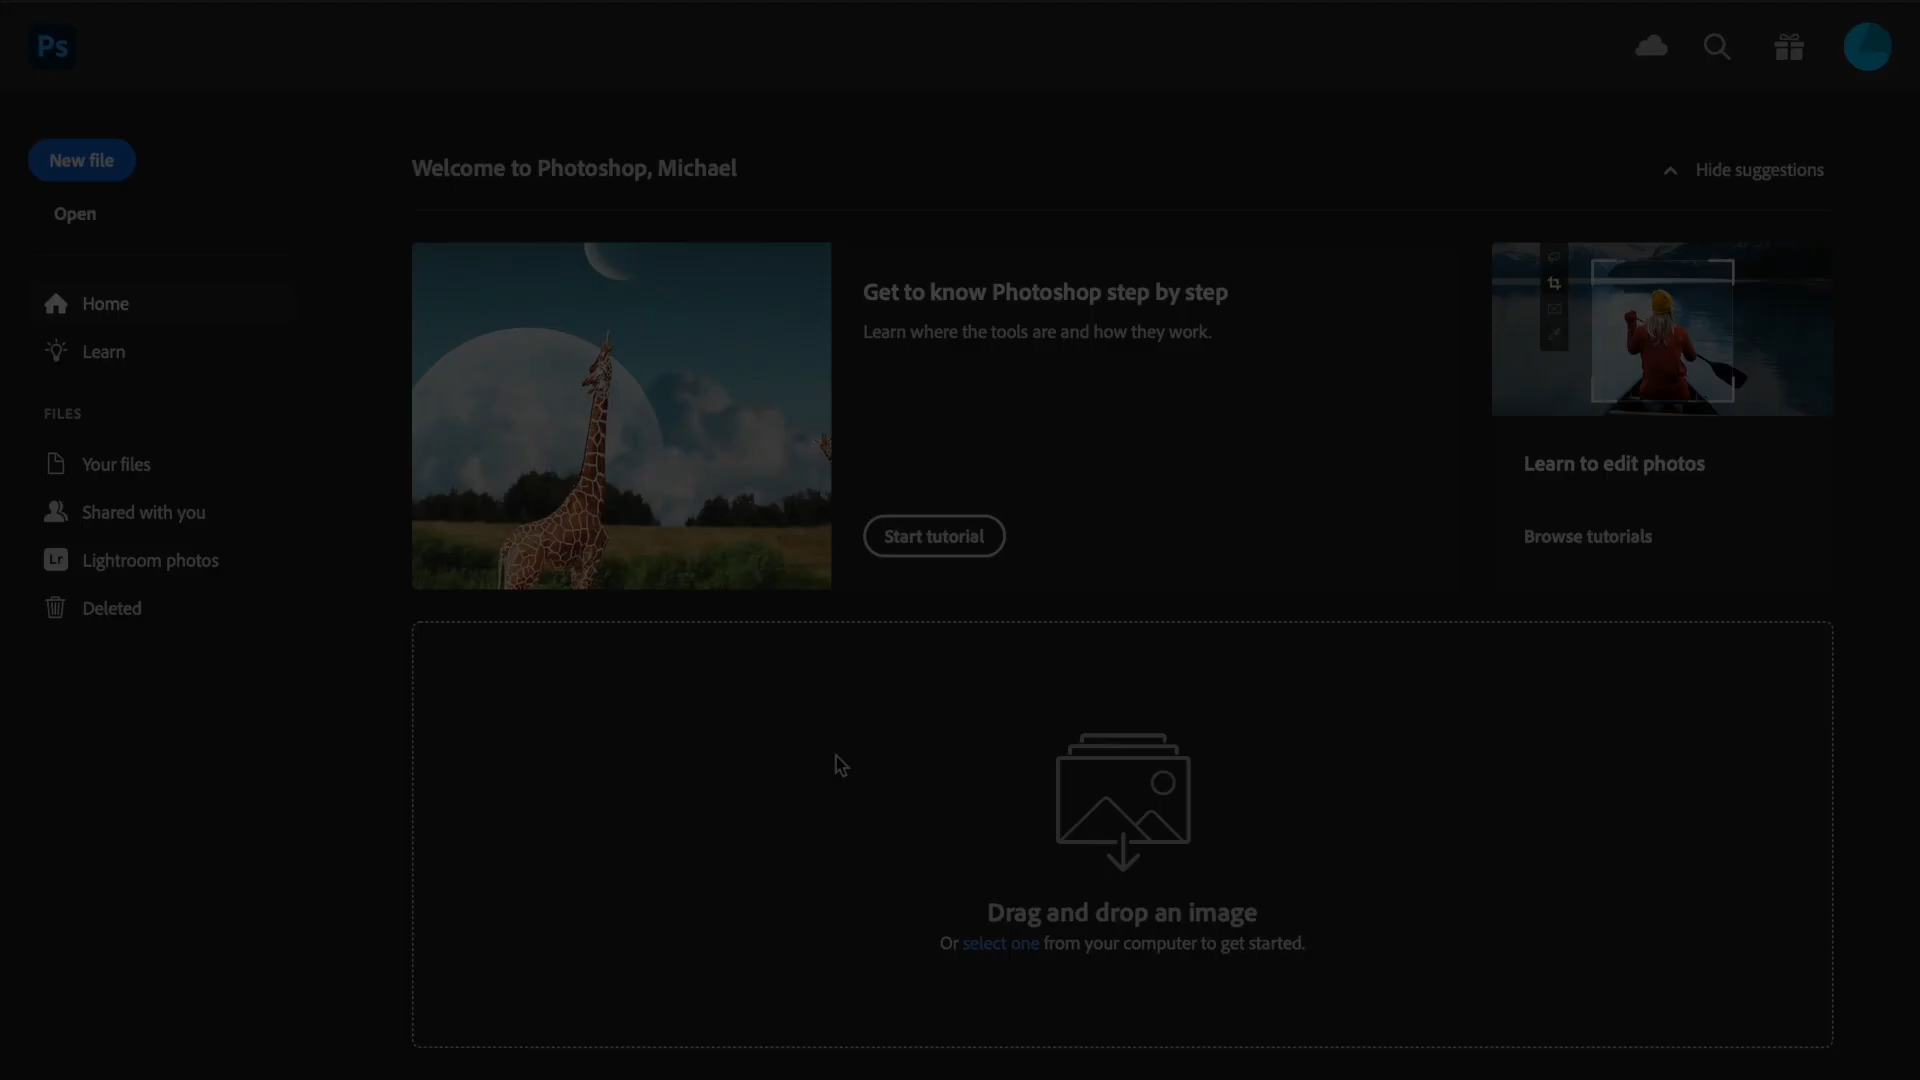 Ps
New file
Open
Home
Learn
FILES
Your files
Shared with you
Lr
Lightroom photos
Deleted
Welcome to Photoshop, Michael
Hide suggestions
Get to know Photoshop step by step
Learn where the tools are and how they work.
Start tutorial
Learn to edit photos
Browse tutorials
Drag and drop an image
Or select one from your computer to get started.